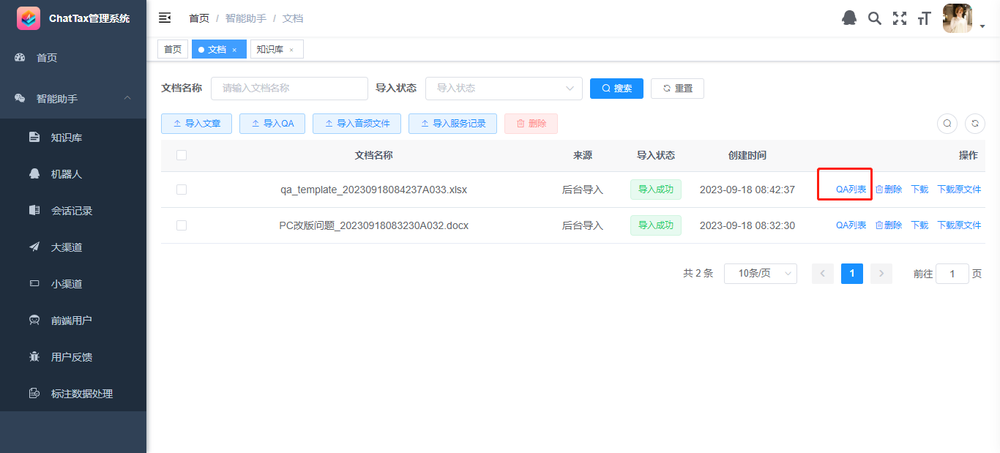 ChatTax管理系统
首页 / 智能助手 / 文档
首页
智能助手
知识库
机器人
会话记录
大渠道
小渠道
前端用户
用户反馈
标注数据处理
首页 文档 × 知识库 ×
文档名称 请输入文档名称 导入状态 导入状态 搜索 重置
导入文章 导入QA 导入音频文件 导入服务记录 删除
文档名称 来源 导入状态 创建时间 操作
qa_template_20230918084237A033.xlsx 后台导入 导入成功 2023-09-18 08:42:37 QA列表 删除 下载 下载原文件
PC改版问题_20230918083230A032.docx 后台导入 导入成功 2023-09-18 08:32:30 QA列表 删除 下载 下载原文件
共 2 条 10条/页 1 前往 1 页